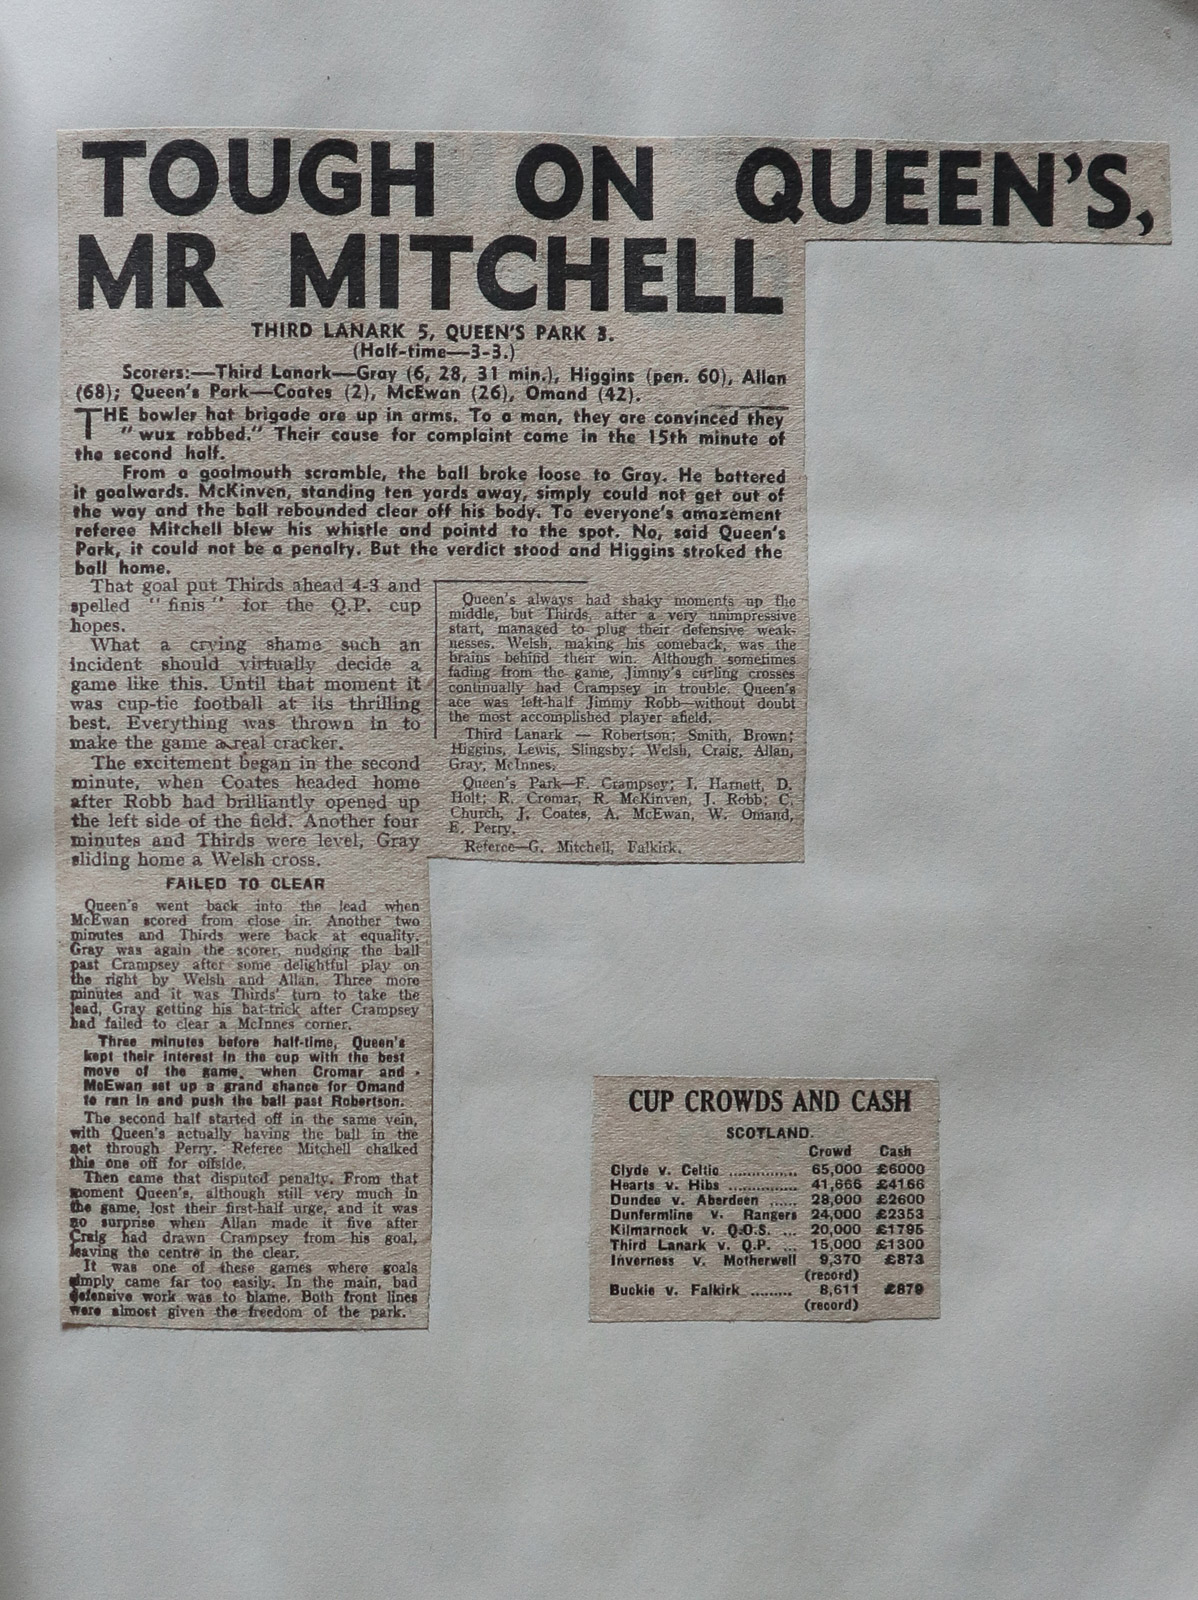 TOUGH ON QUEEN'S,
MR MITCHELL
THIRD LANARK 5, QUEEN'S PARK 3.
(Half-time—3-3.)
Scorers:—Third Lanark—Gray (6, 28, 31 min.), Higgins (pen. 60), Allan
(68); Queen's Park—Coates (2), McEwan (26), Omand (42).
THE bowler hat brigade are up in arms. To a man, they are convinced they
"wux robbed." Their cause for complaint came in the 15th minute of
the second half.
From a goalmouth scramble, the ball broke loose to Gray. He battered
it goalwards. McKinven, standing ten yards away, simply could not get out of
the way and the ball rebounded clear off his body. To everyone's amazement
referee Mitchell blew his whistle and pointd to the spot. No, said Queen's
Park, it could not be a penalty. But the verdict stood and Higgins stroked the
ball home.
That goal put Thirds ahead 4-3 and
spelled "finis" for the Q.P. cup
hopes.
What a crying shame such an
incident should virtually decide a
game like this. Until that moment it
was cup-tie football at its thrilling
best. Everything was thrown in to
make the game a real cracker.
The excitement began in the second
minute, when Coates headed home
after Robb had brilliantly opened up
the left side of the field. Another four
minutes and Thirds were level, Gray
sliding home a Welsh cross.
FAILED TO CLEAR
Queen's went back into the lead when
McEwan scored from close in. Another two
minutes and Thirds were back at equality.
Gray was again the scorer, nudging the ball
past Crampsey after some delightful play on
the right by Welsh and Allan. Three more
minutes and it was Thirds' turn to take the
lead, Gray getting his hat-trick after Crampsey
had failed to clear a McInnes corner.
Three minutes before half-time, Queen's
kept their interest in the cup with the best
move of the game, when Cromar and
McEwan set up a grand chance for Omand
to run in and push the ball past Robertson.
The second half started off in the same vein,
with Queen's actually having the ball in the
net through Perry. Referee Mitchell chalked
this one off for offside.
Then came that disputed penalty. From that
moment Queen's, although still very much in
the game, lost their first-half urge, and it was
no surprise when Allan made it five after
Craig had drawn Crampsey from his goal,
leaving the centre in the clear.
It was one of these games where goals
simply came far too easily. In the main, bad
defensive work was to blame. Both front lines
were almost given the freedom of the park.
Queen's always had shaky moments up the
middle, but Thirds, after a very unimpressive
start, managed to plug their defensive weak-
nesses. Welsh, making his comeback, was the
brains behind their win. Although sometimes
fading from the game, Jimmy's curling crosses
continually had Crampsey in trouble. Queen's
ace was left-half Jimmy Robb—without doubt
the most accomplished player afield.
Third Lanark — Robertson; Smith, Brown;
Higgins, Lewis, Slingsby; Welsh, Craig, Allan,
Gray, McInnes.
Queen's Park—F. Crampsey; I. Harnett, D.
Holt; R. Cromar, R. McKinven, J. Robb; C.
Church, J. Coates, A. McEwan, W. Omand,
E. Perry.
Referee—G. Mitchell, Falkirk.
CUP CROWDS AND CASH
SCOTLAND.
Crowd Cash
Clyde v. Celtic ............... 65,000 £6000
Hearts v. Hibs ............... 41,666 £4166
Dundee v. Aberdeen ...... 28,000 £2600
Dunfermline v. Rangers 24,000 £2353
Kilmarnock v. Q.O.S. ... 20,000 £1795
Third Lanark v. Q.P. ... 15,000 £1300
Inverness v. Motherwell 9,370 £873
(record)
Buckie v. Falkirk ......... 8,611 £879
(record)